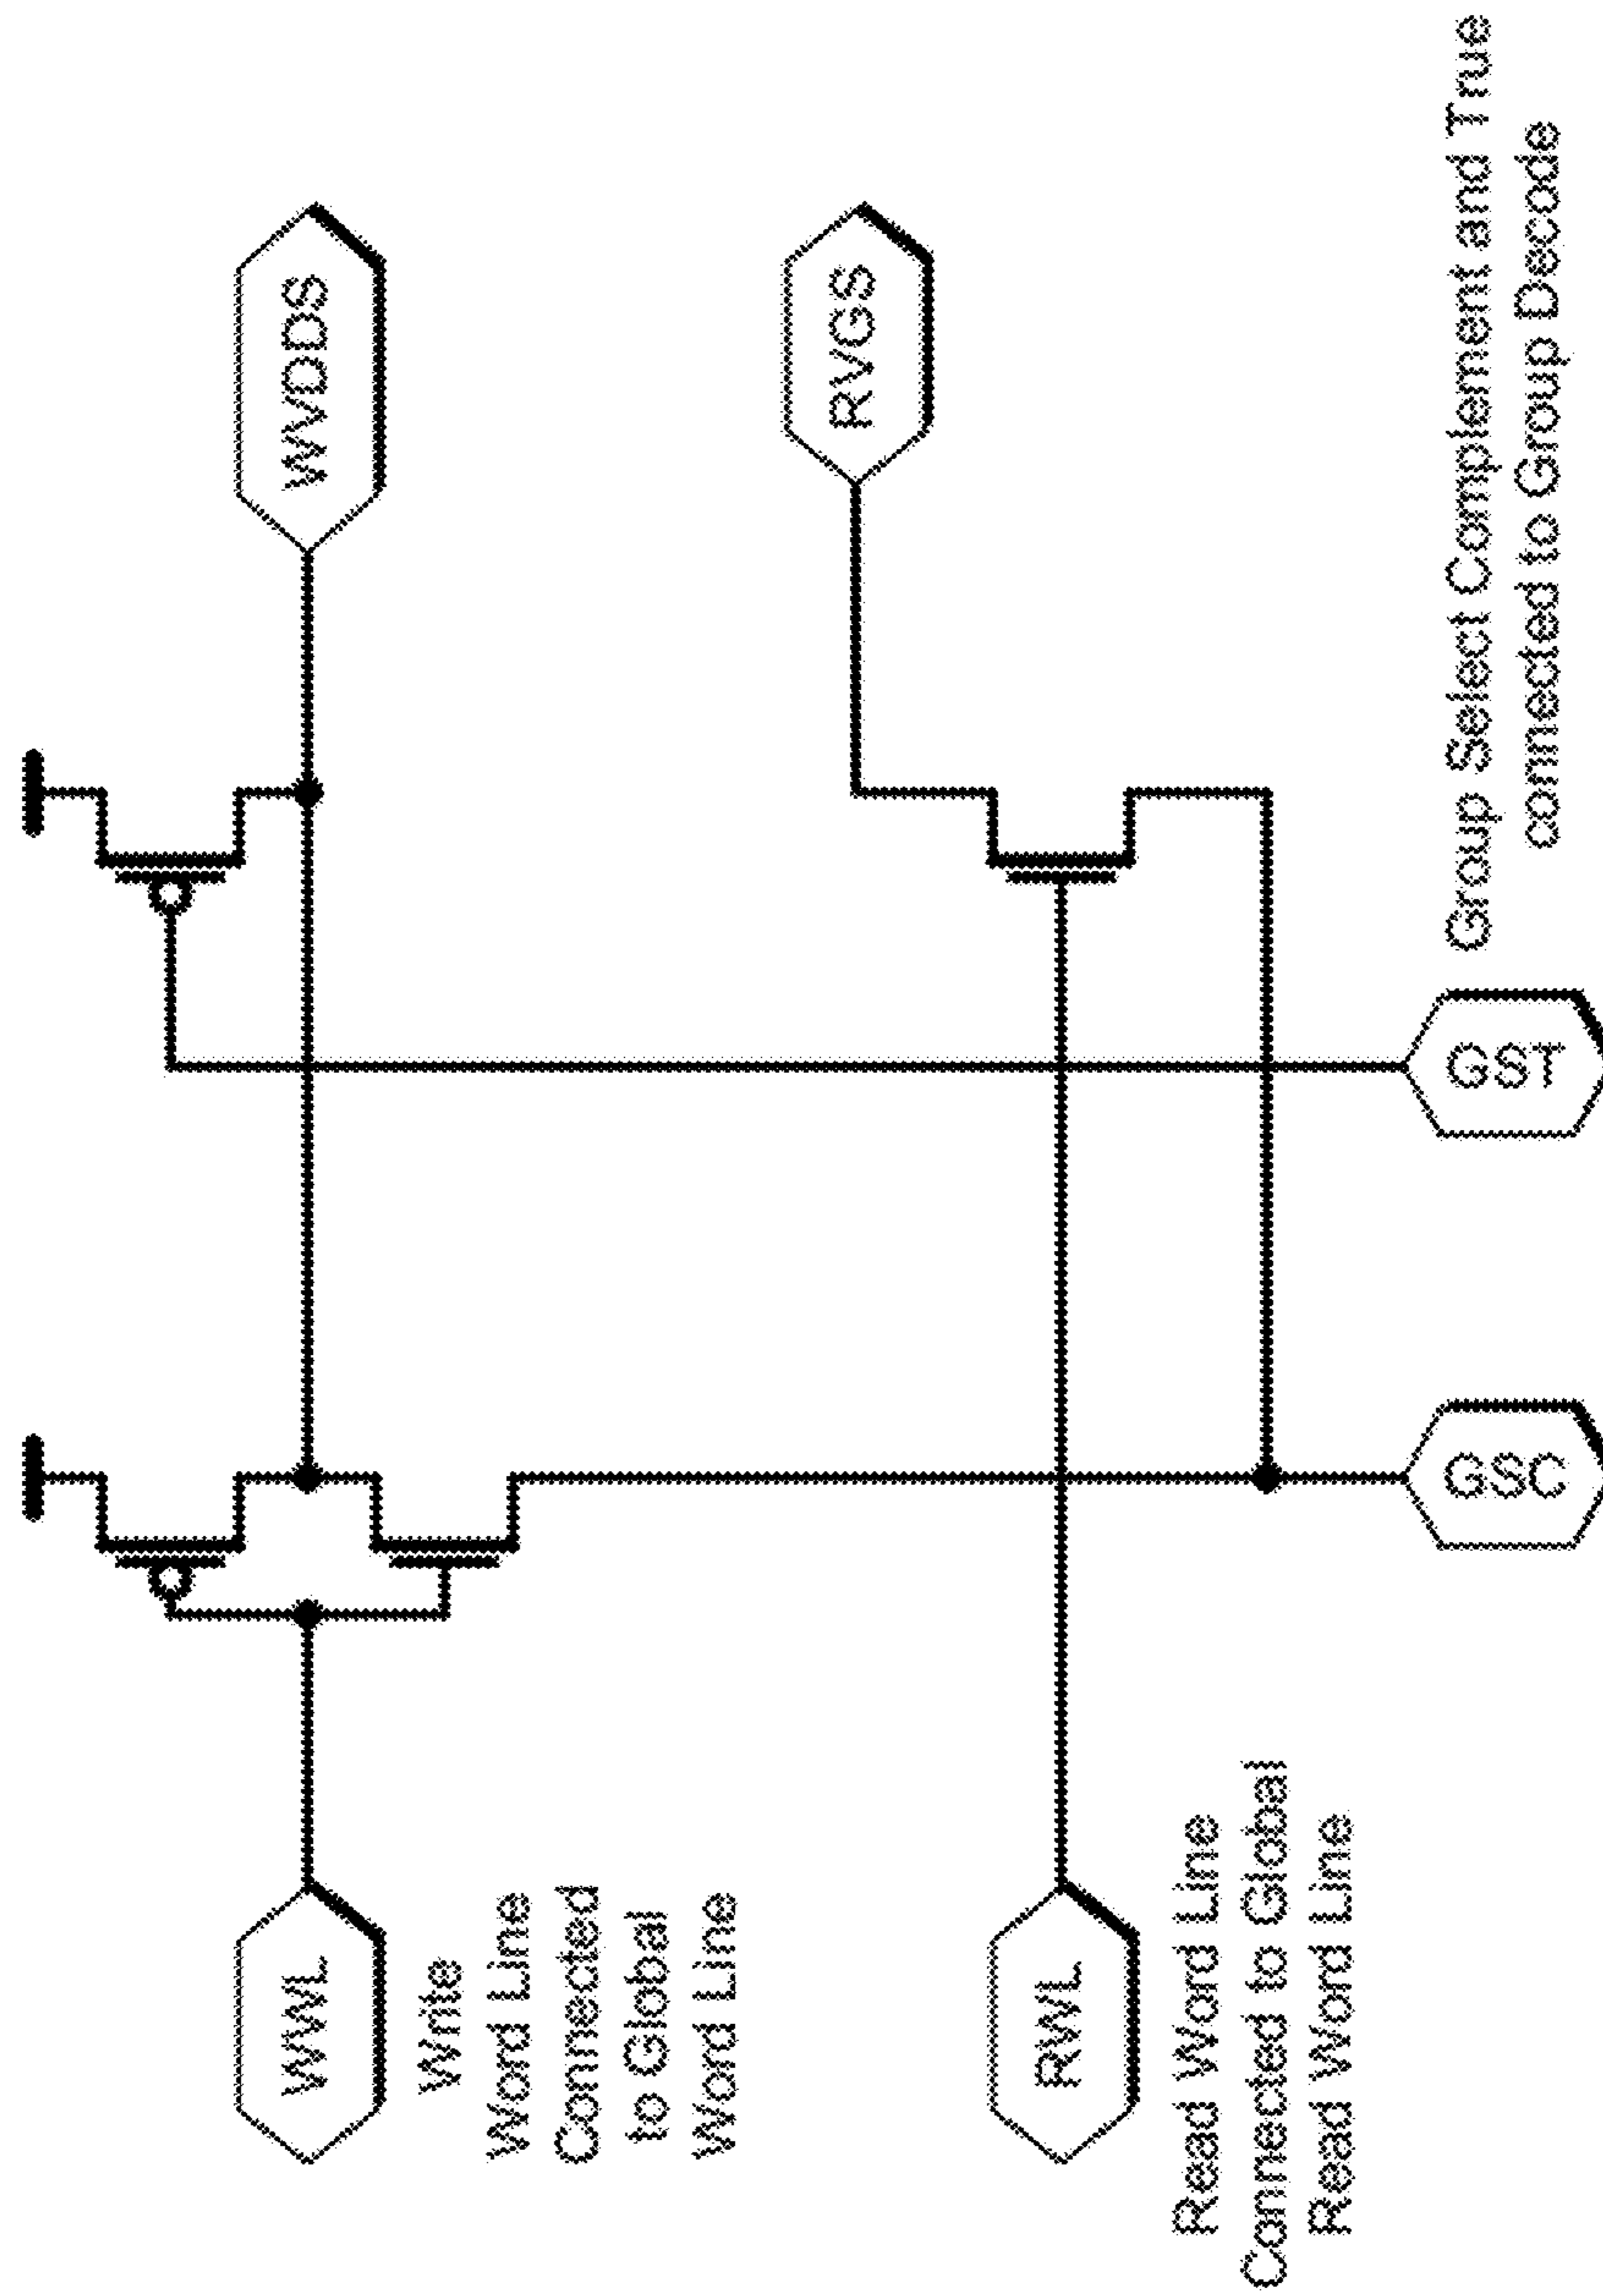 WWL
Write
Word Line
Connected
to Global
Word Line
WVDDS
RVGS
RWL
Read Word Line
Connected to Global
Read Word Line
GSC
GST
Group Select Complement and True
connected to Group Decode